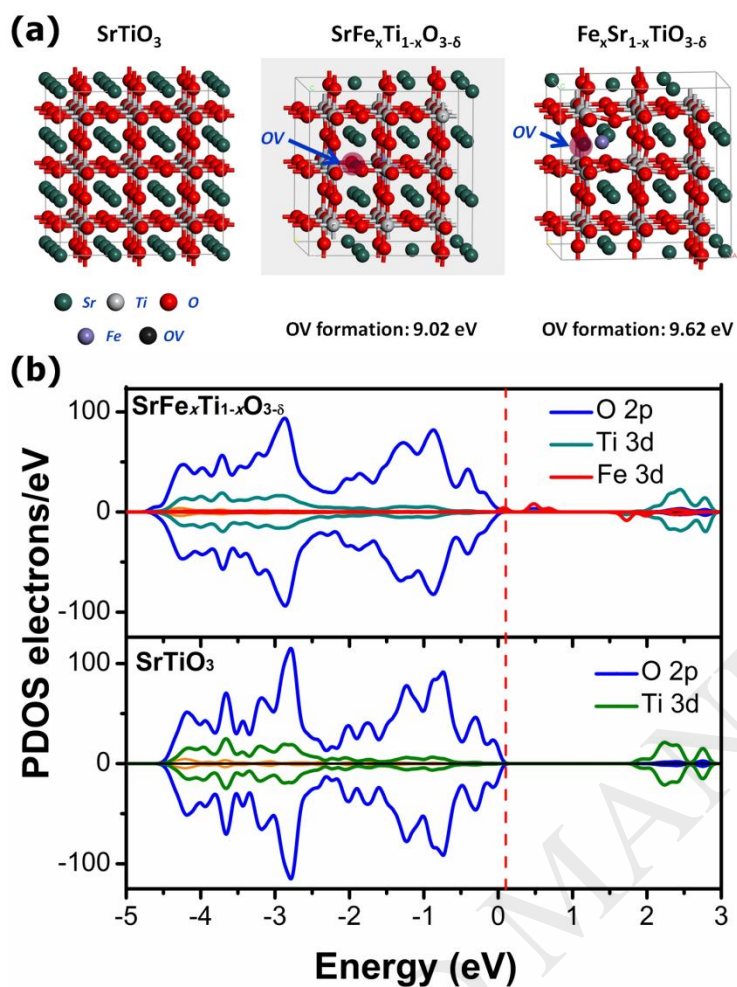 (a)
SrTiO₃
SrFeₓTi₁₋ₓO₃₋δ
FeₓSr₁₋ₓTiO₃₋δ
OV
OV
Sr Ti O
Fe OV
OV formation: 9.02 eV
OV formation: 9.62 eV
(b)
SrFeₓTi₁₋ₓO₃₋δ
O 2p
Ti 3d
Fe 3d
100
0
-100
SrTiO₃
O 2p
Ti 3d
100
0
-100
PDOS electrons/eV
-5 -4 -3 -2 -1 0 1 2 3
Energy (eV)
MAN